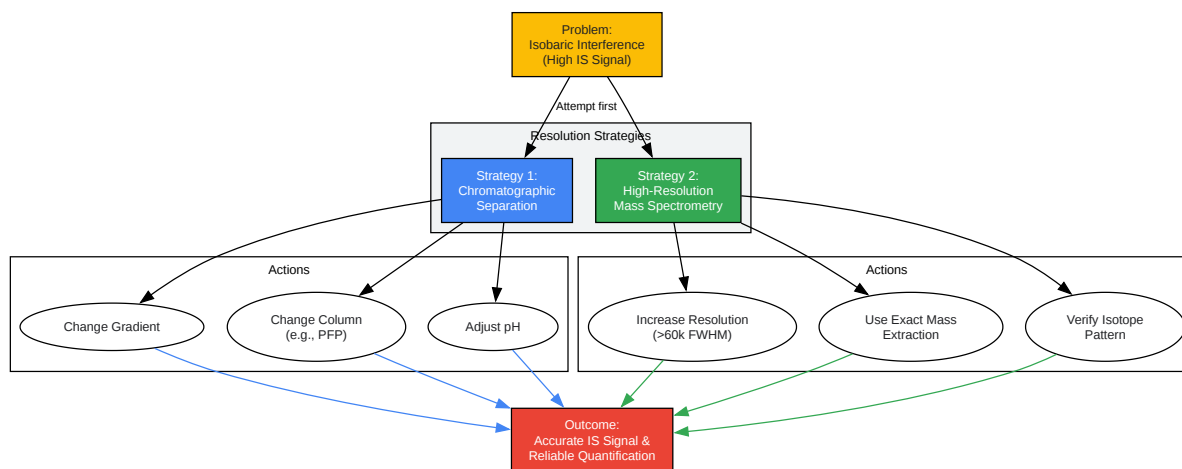 Problem:
Isobaric Interference
(High IS Signal)
Attempt first
Resolution Strategies
Strategy 1:
Chromatographic
Separation
Strategy 2:
High-Resolution
Mass Spectrometry
Actions
Change Gradient
Change Column
(e.g., PFP)
Adjust pH
Actions
Increase Resolution
(>60k FWHM)
Use Exact Mass
Extraction
Verify Isotope
Pattern
Outcome:
Accurate IS Signal &
Reliable Quantification